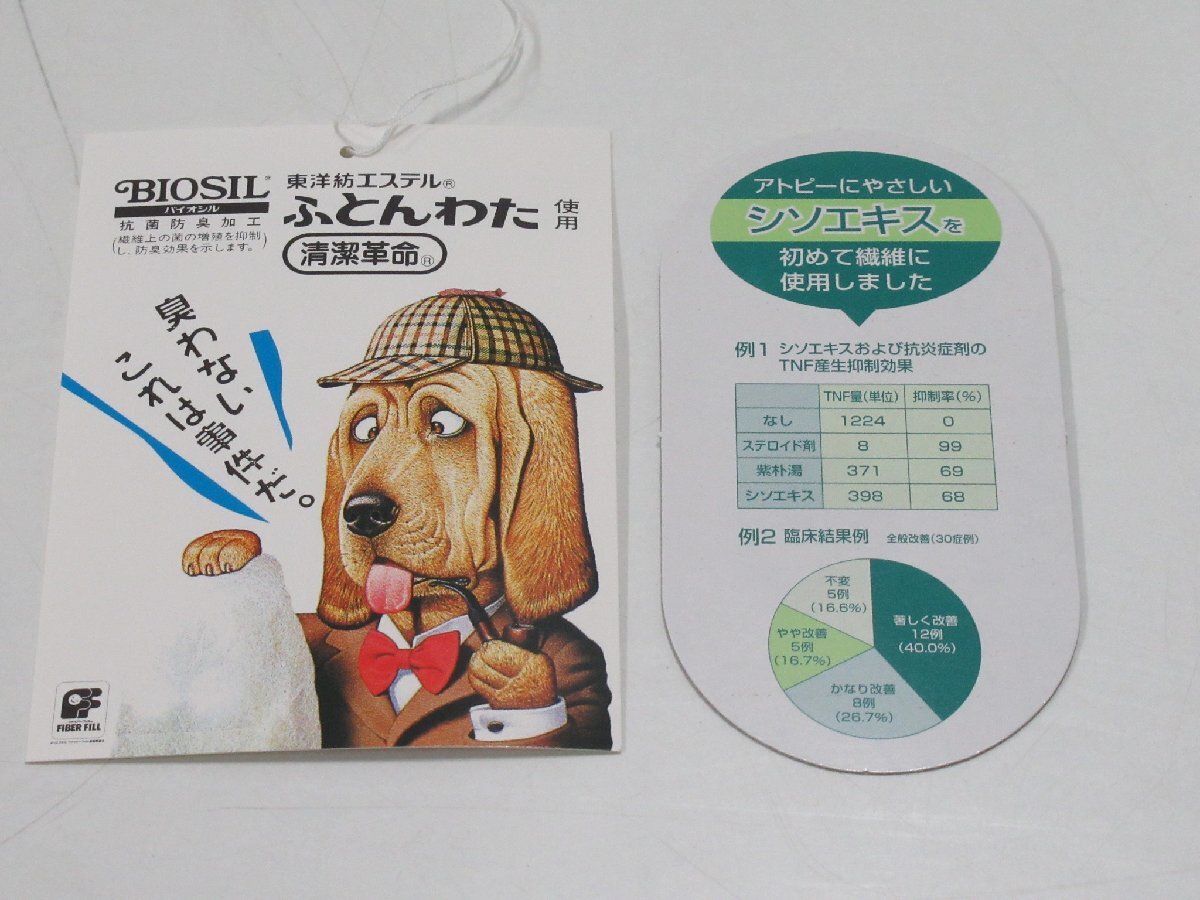 BIOSIL
バイオシル
抗菌防臭加工
(繊維上の菌の増殖を抑制
し、防臭効果を示します。)
東洋紡エステル®
ふとんわた 使用
清潔革命®
臭わない
これは事件だ。
FIBER FILL
アトピーにやさしい
シソエキスを
初めて繊維に
使用しました
例1 シソエキスおよび抗炎症剤の
TNF産生抑制効果
TNF量(単位) 抑制率(%)
なし 1224 0
ステロイド剤 8 99
紫朴湯 371 69
シソエキス 398 68
例2 臨床結果例 全般改善(30症例)
不変
5例
(16.6%)
著しく改善
12例
(40.0%)
やや改善
5例
(16.7%)
かなり改善
8例
(26.7%)